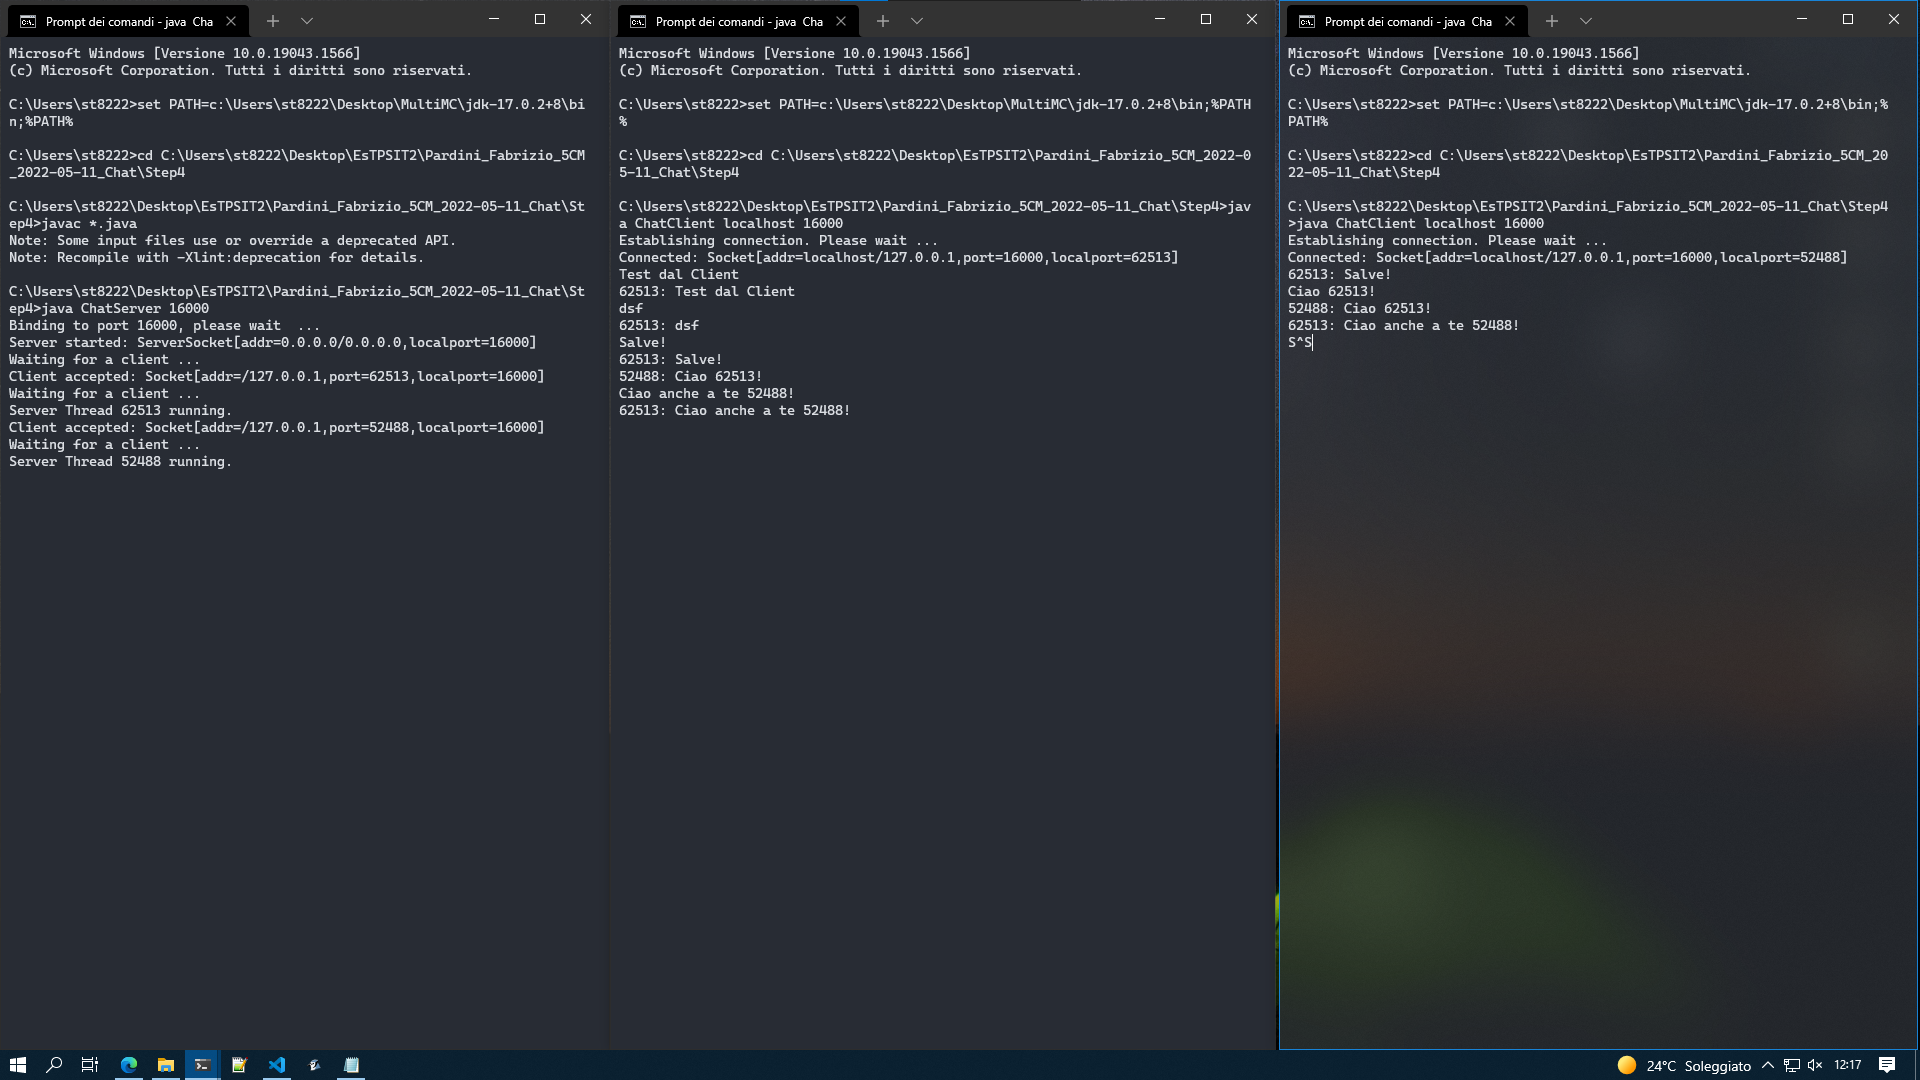 Prompt dei comandi - java  Cha
Microsoft Windows [Versione 10.0.19043.1566]
(c) Microsoft Corporation. Tutti i diritti sono riservati.
C:\Users\st8222>set PATH=c:\Users\st8222\Desktop\MultiMC\jdk-17.0.2+8\bi
n;%PATH%
C:\Users\st8222>cd C:\Users\st8222\Desktop\EsTPSIT2\Pardini_Fabrizio_5CM
_2022-05-11_Chat\Step4
C:\Users\st8222\Desktop\EsTPSIT2\Pardini_Fabrizio_5CM_2022-05-11_Chat\St
ep4>javac *.java
Note: Some input files use or override a deprecated API.
Note: Recompile with -Xlint:deprecation for details.
C:\Users\st8222\Desktop\EsTPSIT2\Pardini_Fabrizio_5CM_2022-05-11_Chat\St
ep4>java ChatServer 16000
Binding to port 16000, please wait  ...
Server started: ServerSocket[addr=0.0.0.0/0.0.0.0,localport=16000]
Waiting for a client ...
Client accepted: Socket[addr=/127.0.0.1,port=62513,localport=16000]
Waiting for a client ...
Server Thread 62513 running.
Client accepted: Socket[addr=/127.0.0.1,port=52488,localport=16000]
Waiting for a client ...
Server Thread 52488 running.
Prompt dei comandi - java  Cha
Microsoft Windows [Versione 10.0.19043.1566]
(c) Microsoft Corporation. Tutti i diritti sono riservati.
C:\Users\st8222>set PATH=c:\Users\st8222\Desktop\MultiMC\jdk-17.0.2+8\bin;%PATH
%
C:\Users\st8222>cd C:\Users\st8222\Desktop\EsTPSIT2\Pardini_Fabrizio_5CM_2022-0
5-11_Chat\Step4
C:\Users\st8222\Desktop\EsTPSIT2\Pardini_Fabrizio_5CM_2022-05-11_Chat\Step4>jav
a ChatClient localhost 16000
Establishing connection. Please wait ...
Connected: Socket[addr=localhost/127.0.0.1,port=16000,localport=62513]
Test dal Client
62513: Test dal Client
dsf
62513: dsf
Salve!
62513: Salve!
52488: Ciao 62513!
Ciao anche a te 52488!
62513: Ciao anche a te 52488!
Prompt dei comandi - java  Cha
Microsoft Windows [Versione 10.0.19043.1566]
(c) Microsoft Corporation. Tutti i diritti sono riservati.
C:\Users\st8222>set PATH=c:\Users\st8222\Desktop\MultiMC\jdk-17.0.2+8\bin;%
PATH%
C:\Users\st8222>cd C:\Users\st8222\Desktop\EsTPSIT2\Pardini_Fabrizio_5CM_20
22-05-11_Chat\Step4
C:\Users\st8222\Desktop\EsTPSIT2\Pardini_Fabrizio_5CM_2022-05-11_Chat\Step4
>java ChatClient localhost 16000
Establishing connection. Please wait ...
Connected: Socket[addr=localhost/127.0.0.1,port=16000,localport=52488]
62513: Salve!
Ciao 62513!
52488: Ciao 62513!
62513: Ciao anche a te 52488!
S^S
24°C Soleggiato
12:17